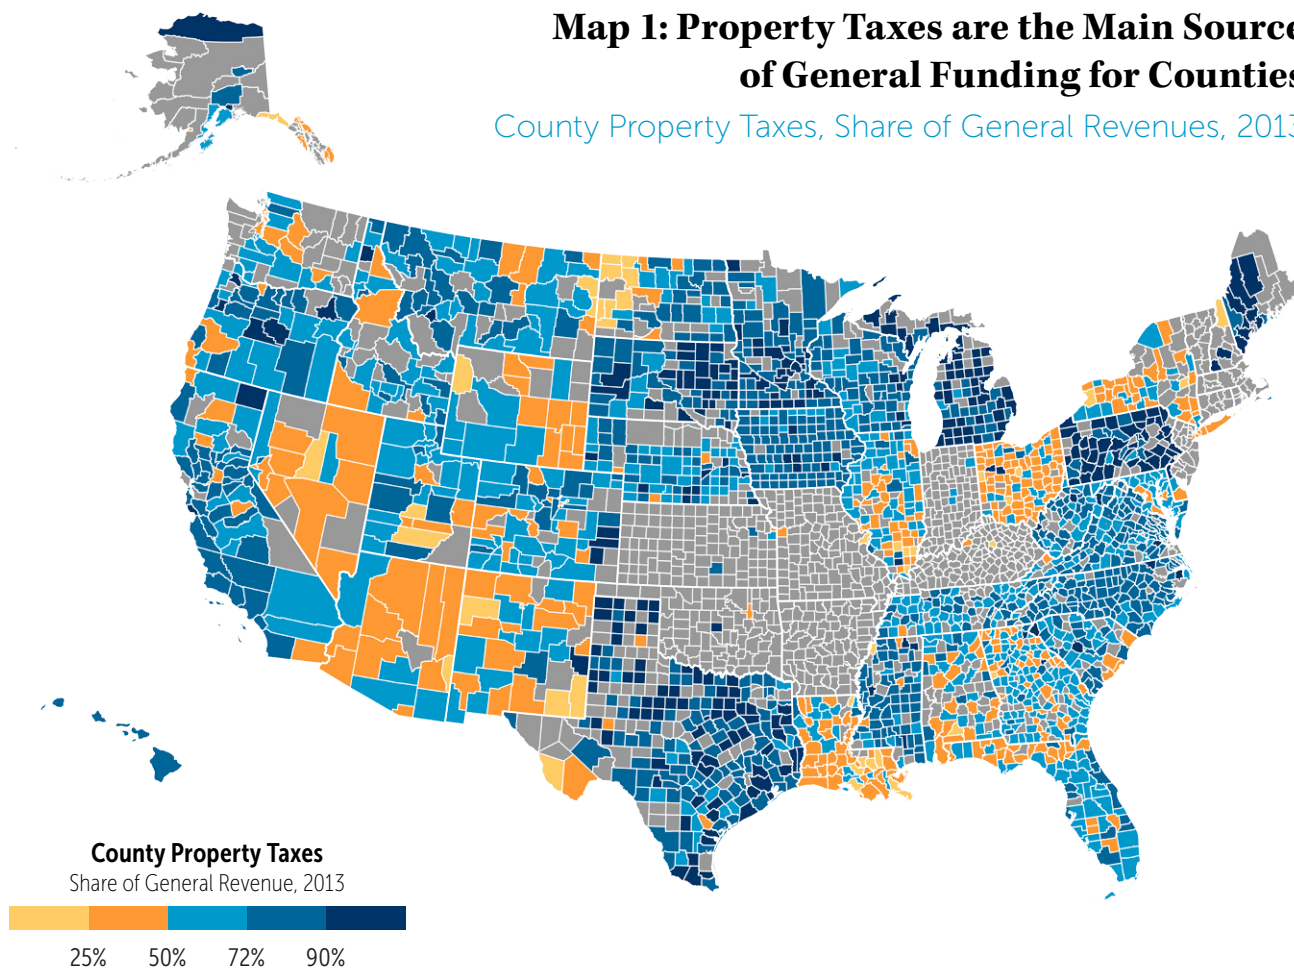 Map 1: Property Taxes are the Main Source
of General Funding for Counties
County Property Taxes, Share of General Revenues, 2013
County Property Taxes
Share of General Revenue, 2013
25% 50% 72% 90%